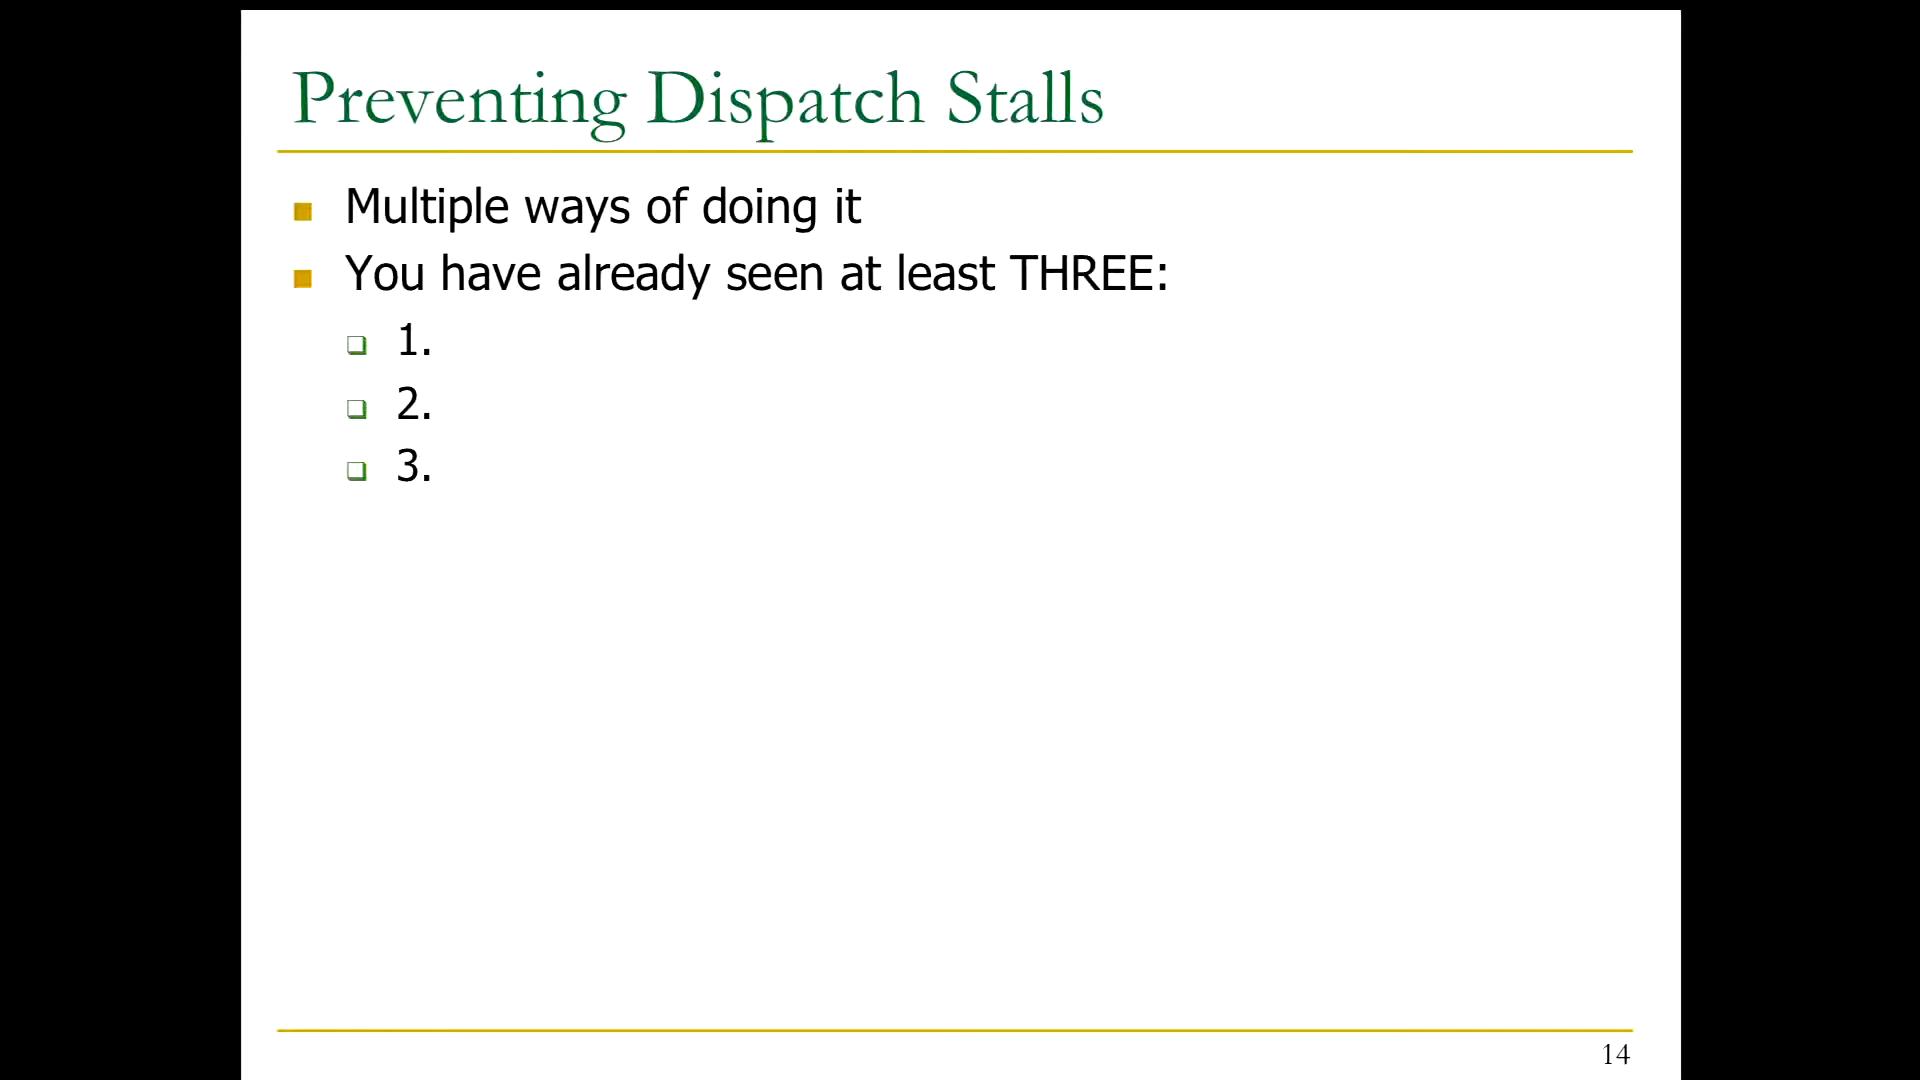 Preventing Dispatch Stalls
Multiple ways of doing it
You have already seen at least THREE:
1.
2.
3.
14